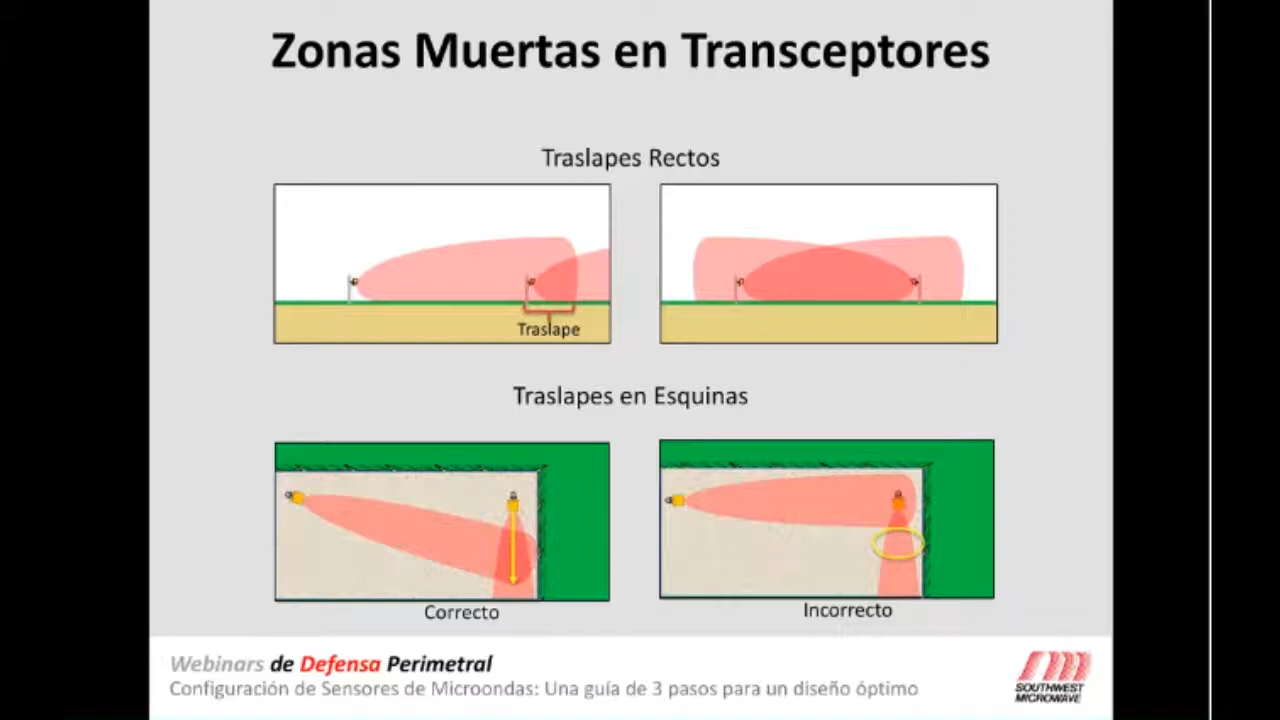 Zonas Muertas en Transceptores
Traslapes Rectos
Traslape
Traslapes en Esquinas
Correcto
Incorrecto
Webinars de Defensa Perimetral
Configuración de Sensores de Microondas: Una guía de 3 pasos para un diseño óptimo
SOUTHWEST
MICROWAVE